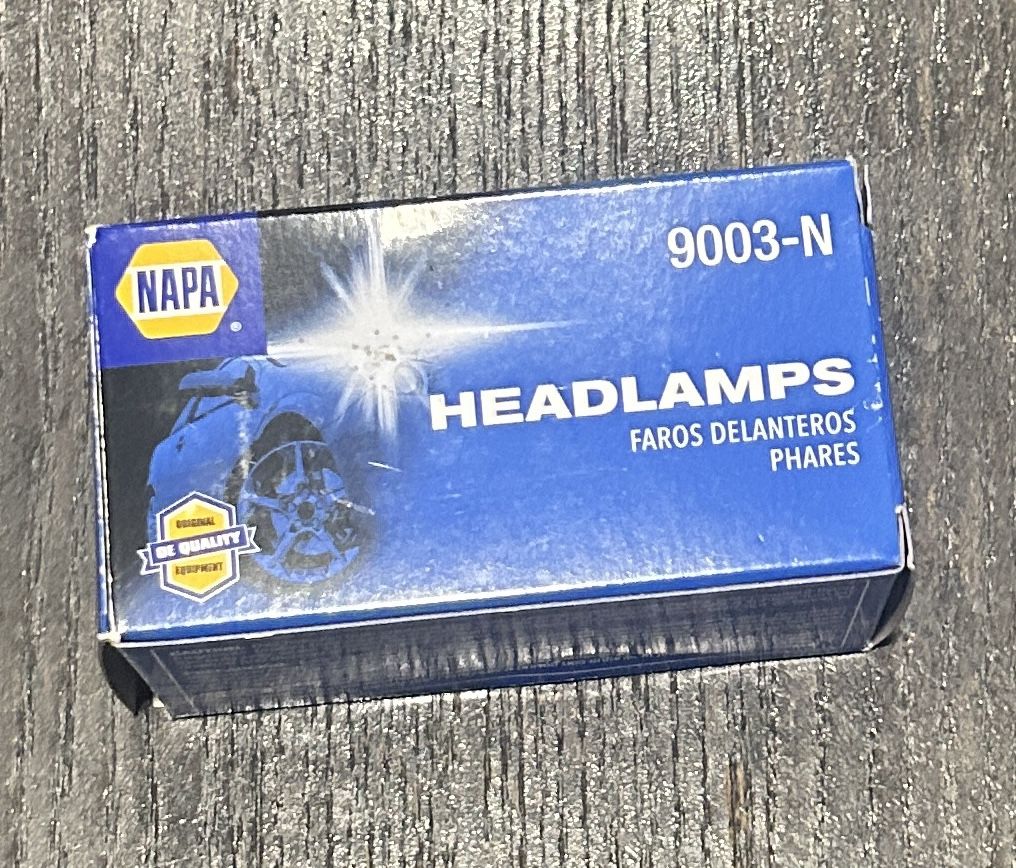 NAPA
®
9003-N
HEADLAMPS
FAROS DELANTEROS
PHARES
ORIGINAL
OE QUALITY
EQUIPMENT